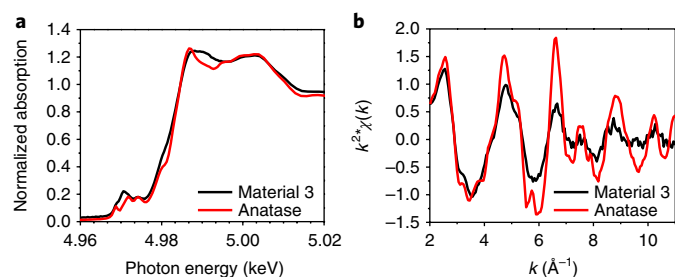 a
1.4
1.2
1.0
0.8
0.6
0.4
0.2
0.0
Normalized absorption
Material 3
Anatase
4.96 4.98 5.00 5.02
Photon energy (keV)
b
2.0
1.5
1.0
0.5
0.0
−0.5
−1.0
−1.5
k²*χ(k)
Material 3
Anatase
2 4 6 8 10
k (Å⁻¹)